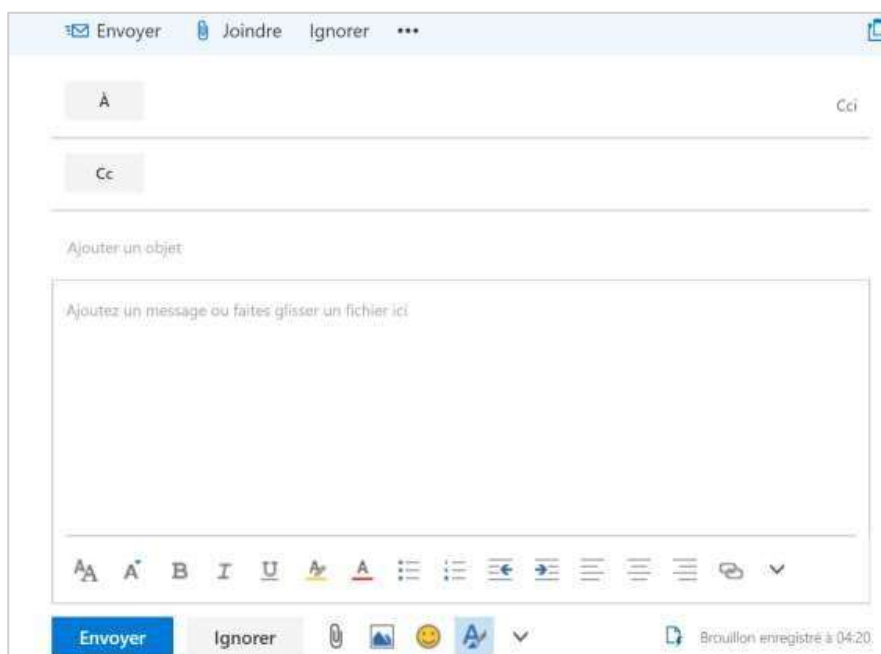 Envoyer Joindre Ignorer •••
À Cci
Cc
Ajouter un objet
Ajoutez un message ou faites glisser un fichier ici
AA A B I U A A
Envoyer Ignorer A Brouillon enregistré à 04:20